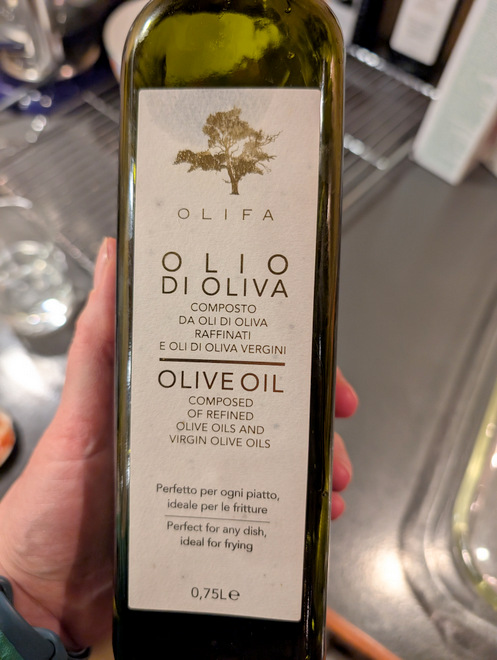 OLIFA
OLIO
DI OLIVA
COMPOSTO
DA OLI DI OLIVA
RAFFINATI
E OLI DI OLIVA VERGINI
OLIVE OIL
COMPOSED
OF REFINED
OLIVE OILS AND
VIRGIN OLIVE OILS
Perfetto per ogni piatto,
ideale per le fritture
Perfect for any dish,
ideal for frying
0,75L℮